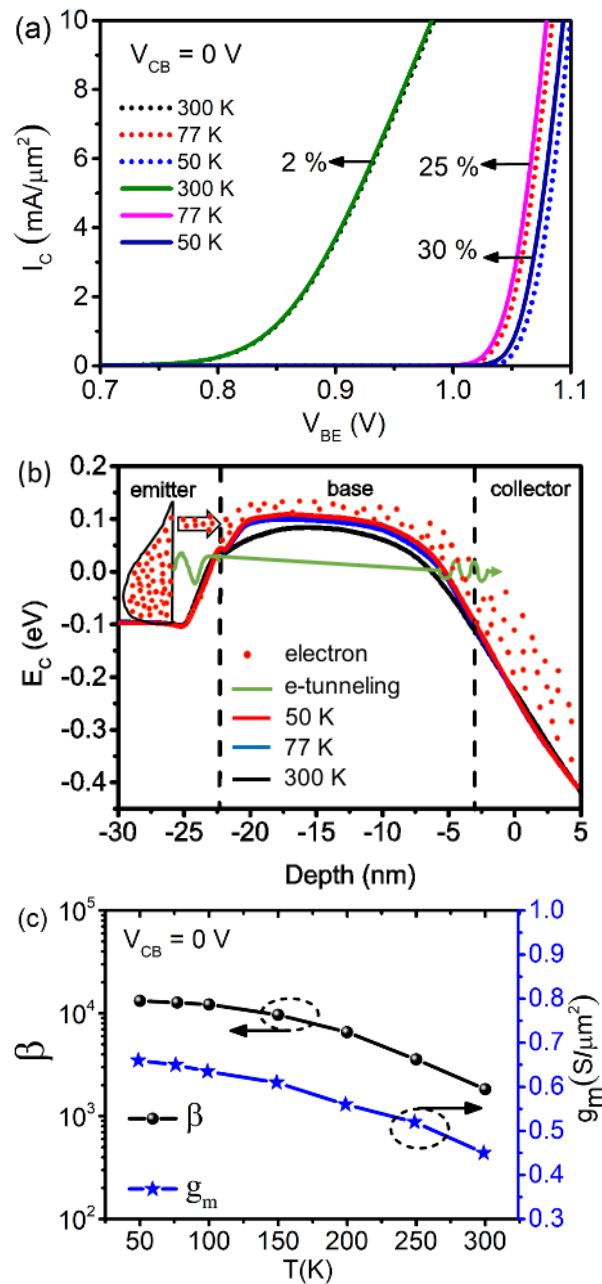 (a)
V_CB = 0 V
300 K
77 K
50 K
300 K
77 K
50 K
2 %
25 %
30 %
10
8
6
4
2
0
I_C (mA/μm²)
0.7 0.8 0.9 1.0 1.1
V_BE (V)
(b)
emitter base collector
0.2
0.1
0.0
-0.1
-0.2
-0.3
-0.4
E_c (eV)
electron
e-tunneling
50 K
77 K
300 K
-30 -25 -20 -15 -10 -5 0 5
Depth (nm)
(c)
V_CB = 0 V
10⁵
10⁴
10³
10²
β
β
g_m
1.0
0.9
0.8
0.7
0.6
0.5
0.4
0.3
g_m(S/μm²)
50 100 150 200 250 300
T(K)